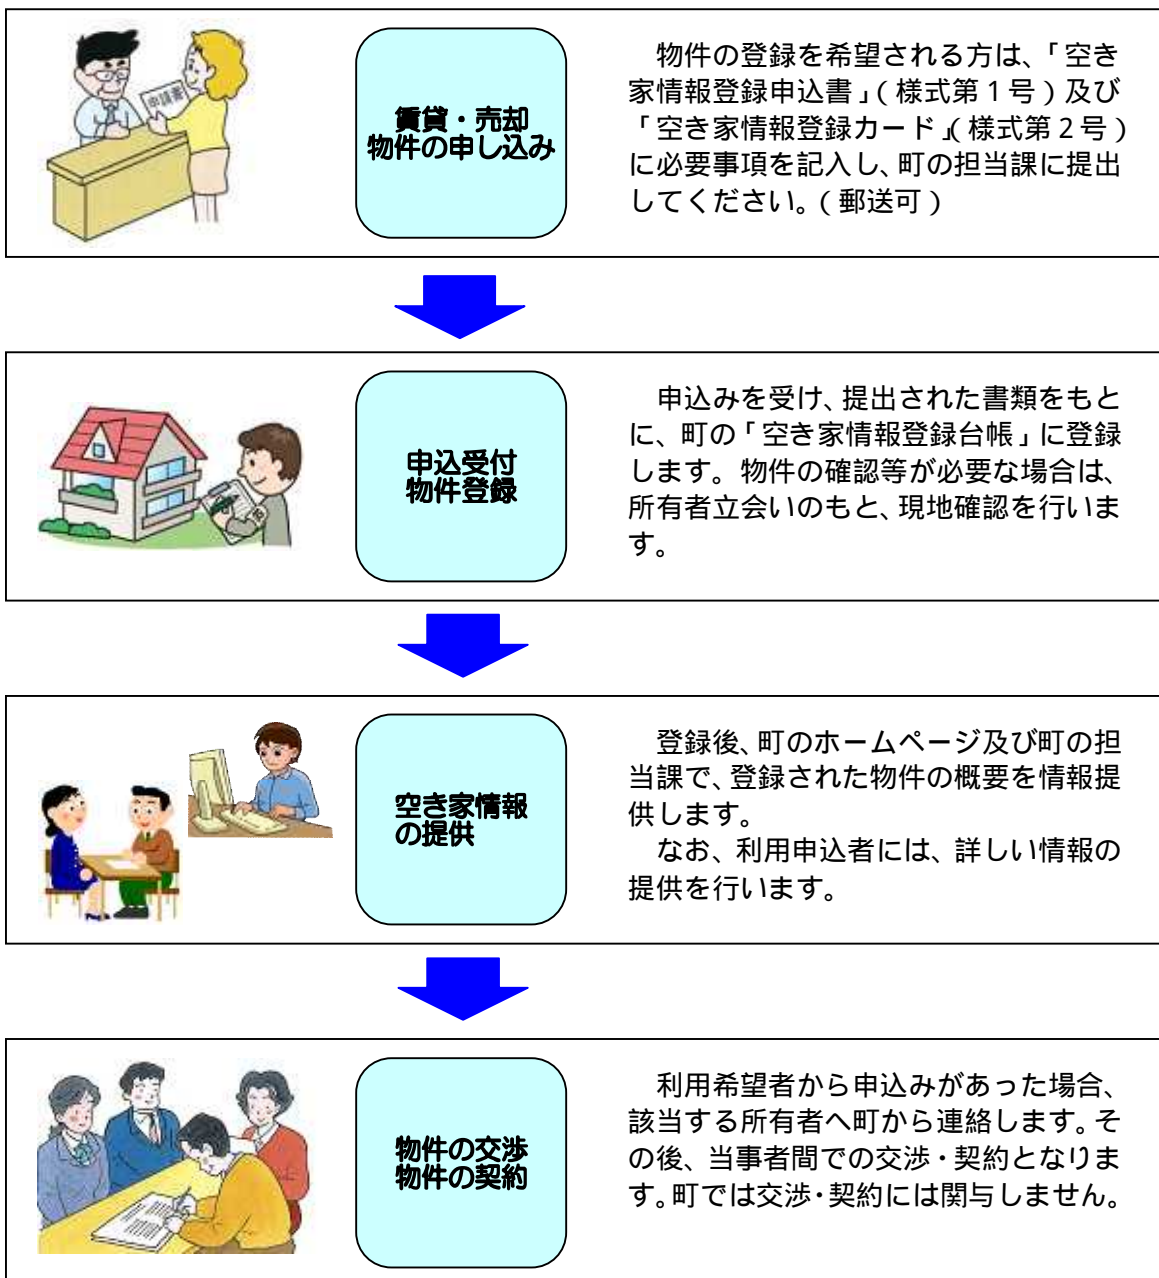 申請書
賃貸・売却
物件の申し込み
物件の登録を希望される方は、「空き
家情報登録申込書」(様式第1号)及び
「空き家情報登録カード」(様式第2号)
に必要事項を記入し、町の担当課に提出
してください。(郵送可)
申込受付
物件登録
申込みを受け、提出された書類をもと
に、町の「空き家情報登録台帳」に登録
します。物件の確認等が必要な場合は、
所有者立会いのもと、現地確認を行いま
す。
空き家情報
の提供
登録後、町のホームページ及び町の担
当課で、登録された物件の概要を情報提
供します。
なお、利用申込者には、詳しい情報の
提供を行います。
物件の交渉
物件の契約
利用希望者から申込みがあった場合、
該当する所有者へ町から連絡します。そ
の後、当事者間での交渉・契約となりま
す。町では交渉・契約には関与しません。